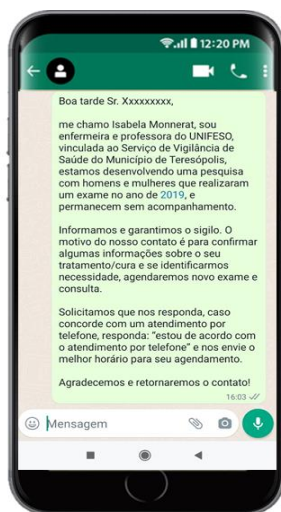 12:20 PM
Boa tarde Sr. Xxxxxxxxx,
me chamo Isabela Monnerat, sou
enfermeira e professora do UNIFESO,
vinculada ao Serviço de Vigilância de
Saúde do Município de Teresópolis,
estamos desenvolvendo uma pesquisa
com homens e mulheres que realizaram
um exame no ano de 2019, e
permanecem sem acompanhamento.
Informamos e garantimos o sigilo. O
motivo do nosso contato é para confirmar
algumas informações sobre o seu
tratamento/cura e se identificarmos
necessidade, agendaremos novo exame e
consulta.
Solicitamos que nos responda, caso
concorde com um atendimento por
telefone, responda: "estou de acordo com
o atendimento por telefone" e nos envie o
melhor horário para seu agendamento.
Agradecemos e retornaremos o contato!
16:03
Mensagem